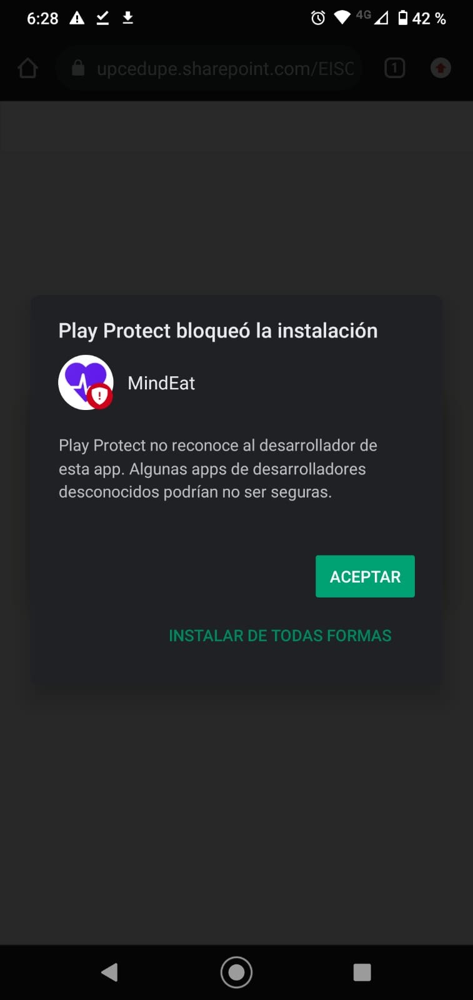 6:28 4G 42 %
upcedupe.sharepoint.com/EISC 1
Play Protect bloqueó la instalación
MindEat
Play Protect no reconoce al desarrollador de
esta app. Algunas apps de desarrolladores
desconocidos podrían no ser seguras.
ACEPTAR
INSTALAR DE TODAS FORMAS